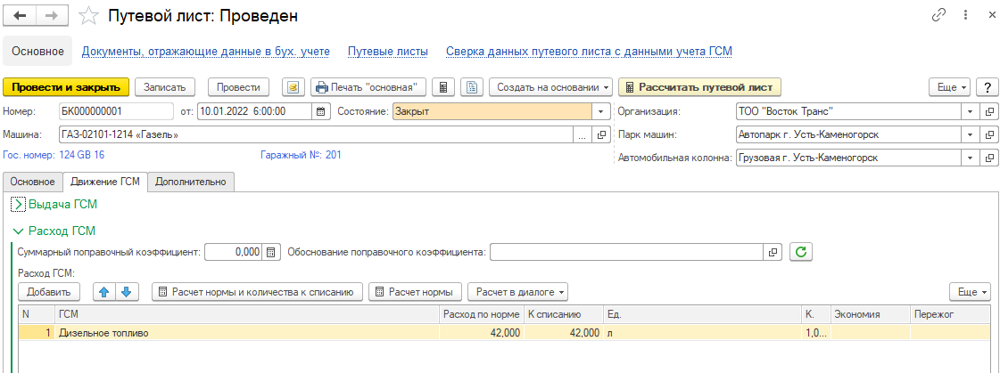 Путевой лист: Проведен
Основное Документы, отражающие данные в бух. учете Путевые листы Сверка данных путевого листа с данными учета ГСМ
Провести и закрыть Записать Провести Печать "основная" Создать на основании Рассчитать путевой лист Еще ?
Номер: БК000000001 от: 10.01.2022 6:00:00 Состояние: Закрыт Организация: ТОО "Восток Транс"
Машина: ГАЗ-02101-1214 «Газель» ... Парк машин: Автопарк г. Усть-Каменогорск
Гос. номер: 124 GB 16 Гаражный №: 201 Автомобильная колонна: Грузовая г. Усть-Каменогорск
Основное Движение ГСМ Дополнительно
Выдача ГСМ
Расход ГСМ
Суммарный поправочный коэффициент: 0,000 Обоснование поправочного коэффициента:
Расход ГСМ:
Добавить Расчет нормы и количества к списанию Расчет нормы Расчет в диалоге Еще
N ГСМ Расход по норме К списанию Ед. К. Экономия Пережог
1 Дизельное топливо 42,000 42,000 л 1,0...